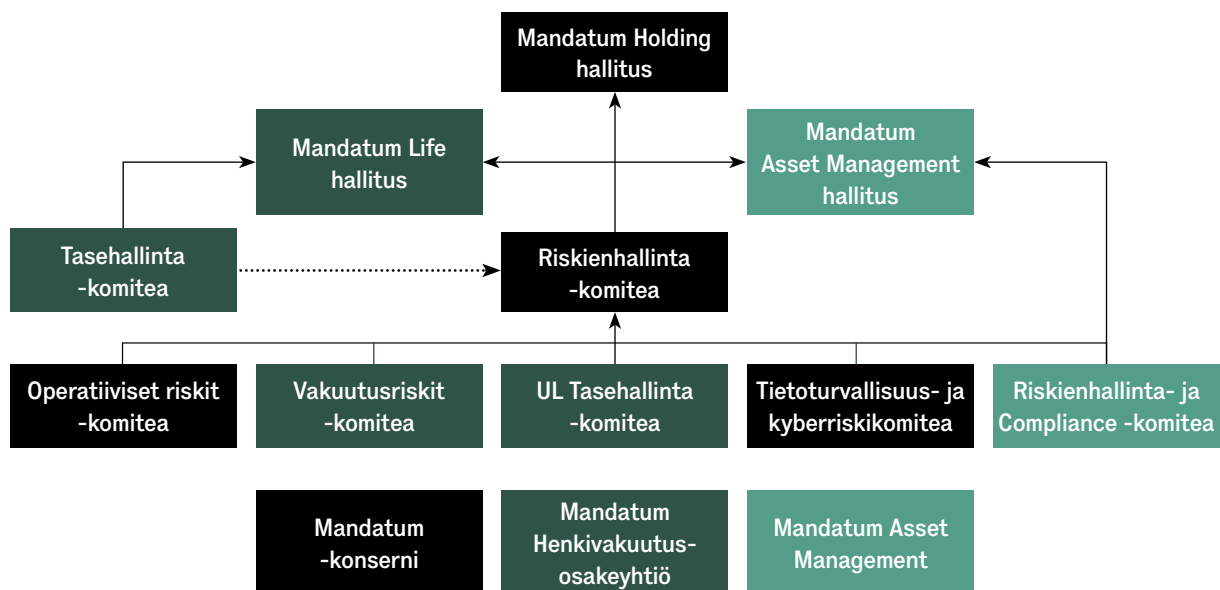 Mandatum Holding
hallitus
Mandatum Life
hallitus
Mandatum
Asset Management
hallitus
Tasehallinta
-komitea
Riskienhallinta
-komitea
Operatiiviset riskit
-komitea
Vakuutusriskit
-komitea
UL Tasehallinta
-komitea
Tietoturvallisuus- ja
kyberriskikomitea
Riskienhallinta- ja
Compliance -komitea
Mandatum
-konserni
Mandatum
Henkivakuutus-
osakeyhtiö
Mandatum Asset
Management